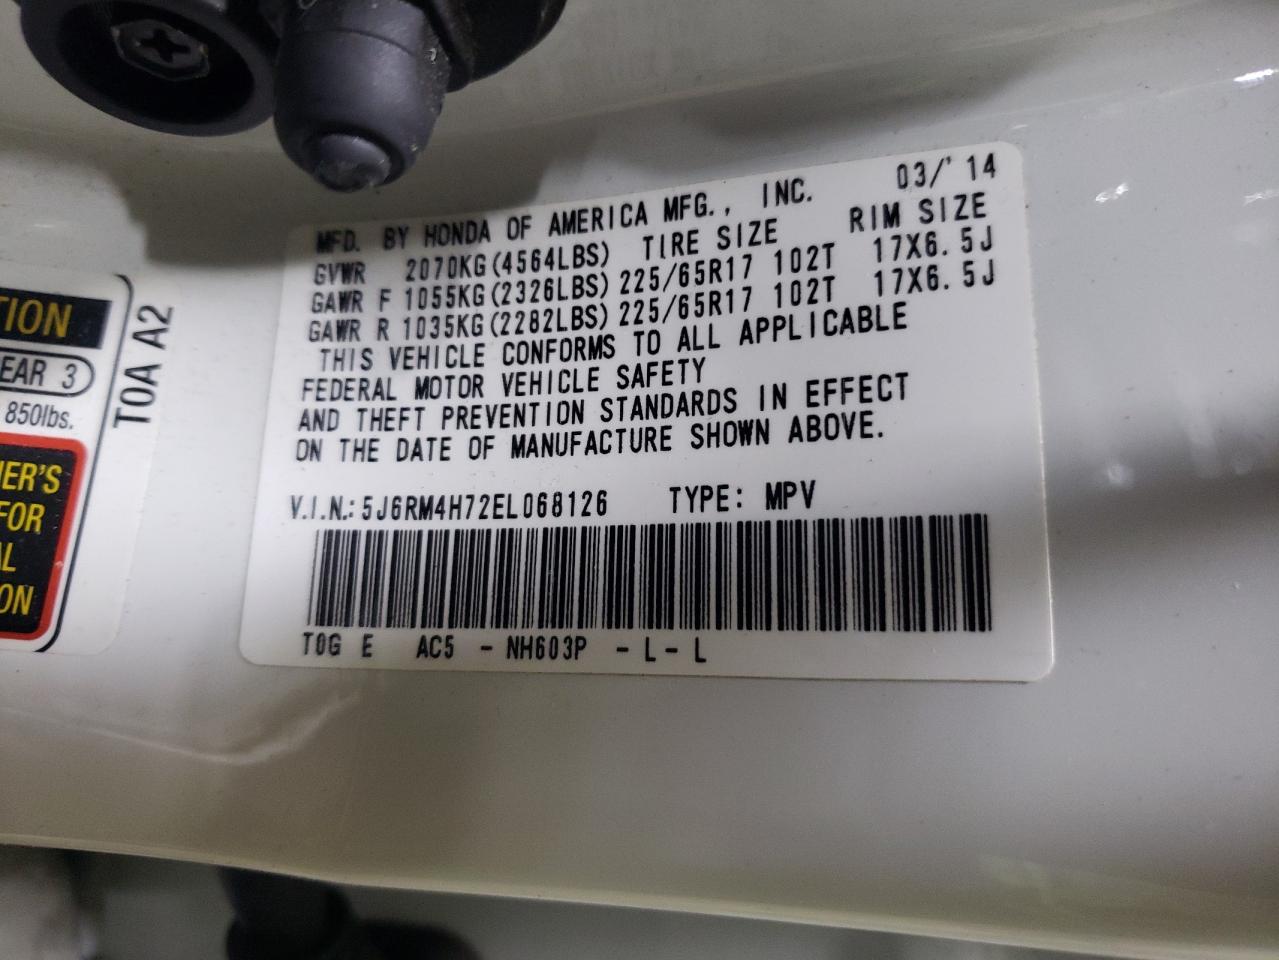 03/'14
MFD. BY HONDA OF AMERICA MFG., INC.
GVWR 2070KG(4564LBS) TIRE SIZE RIM SIZE
GAWR F 1055KG(2326LBS) 225/65R17 102T 17X6.5J
GAWR R 1035KG(2282LBS) 225/65R17 102T 17X6.5J
THIS VEHICLE CONFORMS TO ALL APPLICABLE
FEDERAL MOTOR VEHICLE SAFETY
AND THEFT PREVENTION STANDARDS IN EFFECT
ON THE DATE OF MANUFACTURE SHOWN ABOVE.
V.I.N.: 5J6RM4H72EL068126 TYPE: MPV
T0G E AC5 - NH603P - L - L
T0A A2
TION
EAR 3
850lbs.
NER'S
FOR
AL
ON